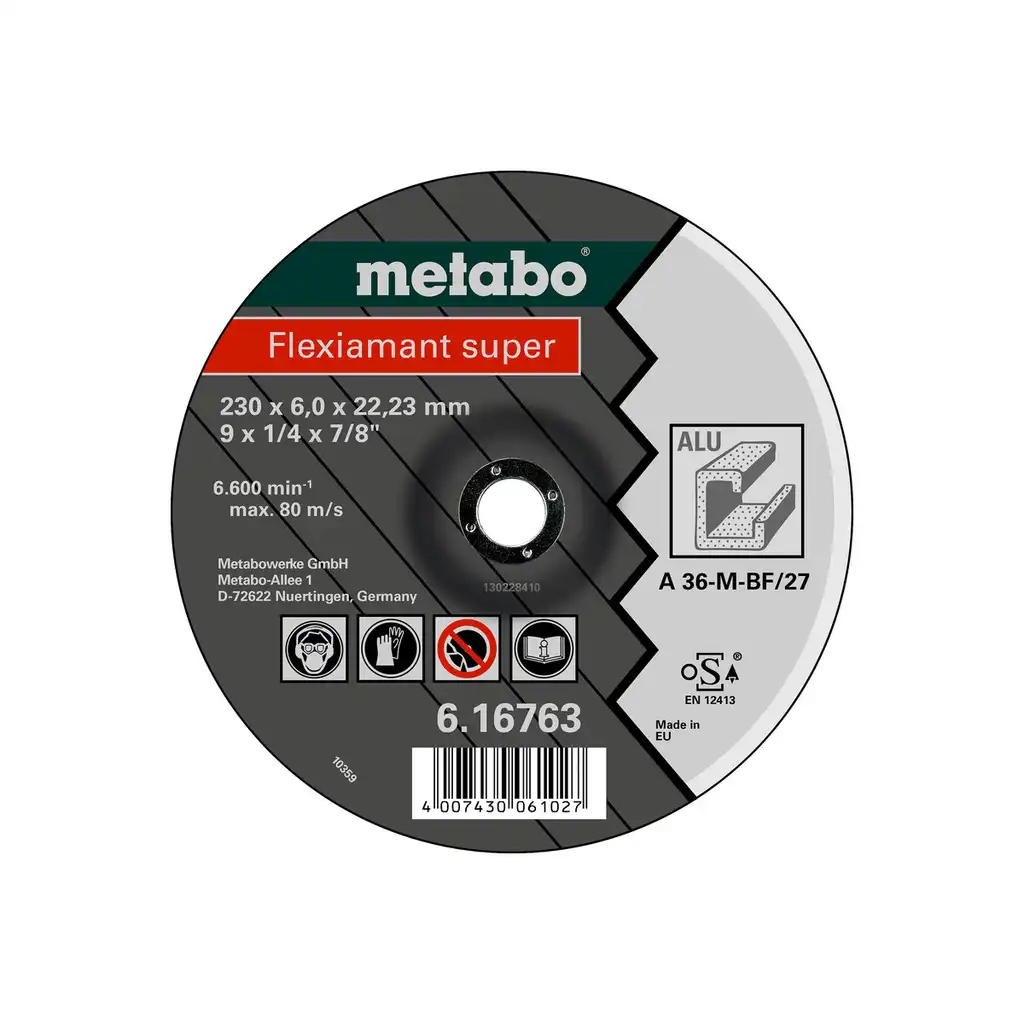 metabo®
Flexiamant super
230 x 6,0 x 22,23 mm
9 x 1/4 x 7/8"
6.600 min⁻¹
max. 80 m/s
Metabowerke GmbH
Metabo-Allee 1
D-72622 Nuertingen, Germany
130228410
ALU
A 36-M-BF/27
oSa®
EN 12413
Made in
EU
6.16763
10359
4 007430 061027